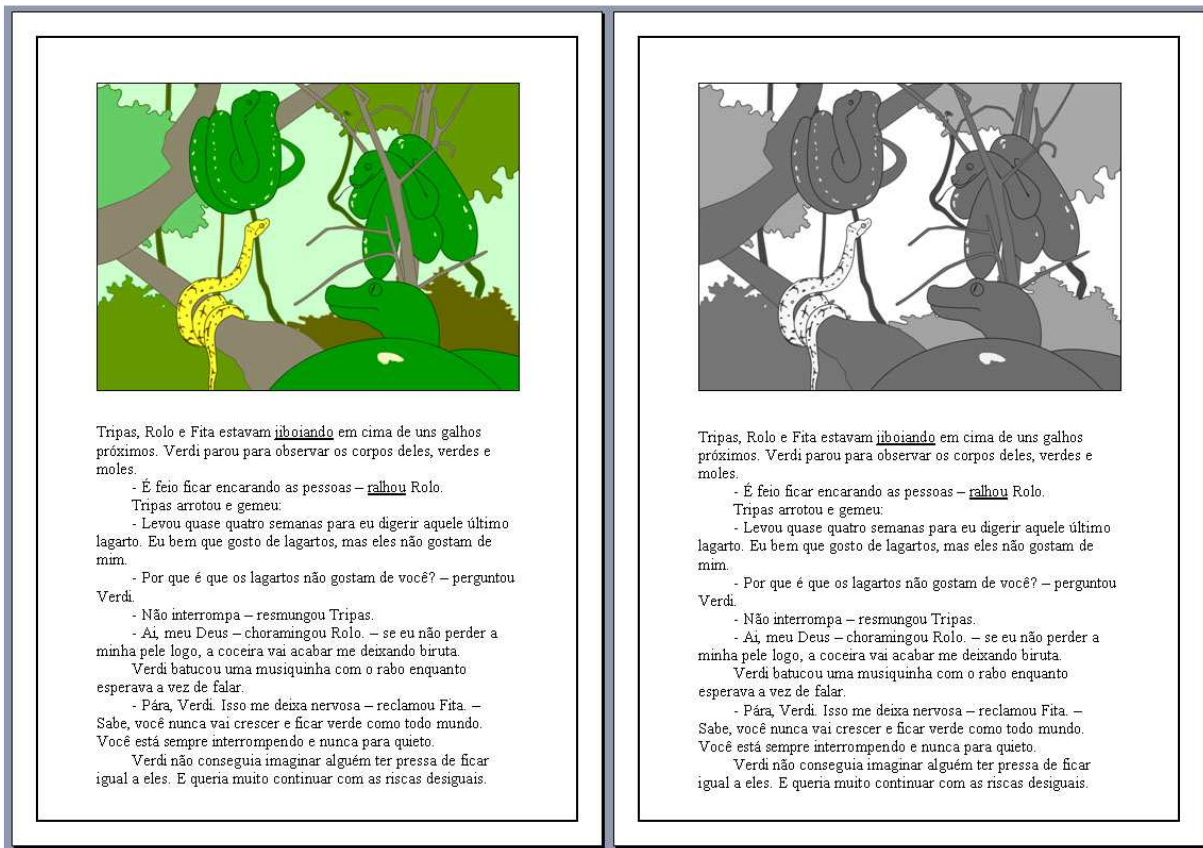 Tripas, Rolo e Fita estavam jiboiando em cima de uns galhos
próximos. Verdi parou para observar os corpos deles, verdes e
moles.
- É feio ficar encarando as pessoas – ralhou Rolo.
Tripas arrotou e gemeu:
- Levou quase quatro semanas para eu digerir aquele último
lagarto. Eu bem que gosto de lagartos, mas eles não gostam de
mim.
- Por que é que os lagartos não gostam de você? – perguntou
Verdi.
- Não interrompa – resmungou Tripas.
- Ai, meu Deus – choramingou Rolo. – se eu não perder a
minha pele logo, a coceira vai acabar me deixando biruta.
Verdi batucou uma musiquinha com o rabo enquanto
esperava a vez de falar.
- Pára, Verdi. Isso me deixa nervosa – reclamou Fita. –
Sabe, você nunca vai crescer e ficar verde como todo mundo.
Você está sempre interrompendo e nunca para quieto.
Verdi não conseguia imaginar alguém ter pressa de ficar
igual a eles. E queria muito continuar com as riscas desiguais.
Tripas, Rolo e Fita estavam jiboiando em cima de uns galhos
próximos. Verdi parou para observar os corpos deles, verdes e
moles.
- É feio ficar encarando as pessoas – ralhou Rolo.
Tripas arrotou e gemeu:
- Levou quase quatro semanas para eu digerir aquele último
lagarto. Eu bem que gosto de lagartos, mas eles não gostam de
mim.
- Por que é que os lagartos não gostam de você? – perguntou
Verdi.
- Não interrompa – resmungou Tripas.
- Ai, meu Deus – choramingou Rolo. – se eu não perder a
minha pele logo, a coceira vai acabar me deixando biruta.
Verdi batucou uma musiquinha com o rabo enquanto
esperava a vez de falar.
- Pára, Verdi. Isso me deixa nervosa – reclamou Fita. –
Sabe, você nunca vai crescer e ficar verde como todo mundo.
Você está sempre interrompendo e nunca para quieto.
Verdi não conseguia imaginar alguém ter pressa de ficar
igual a eles. E queria muito continuar com as riscas desiguais.